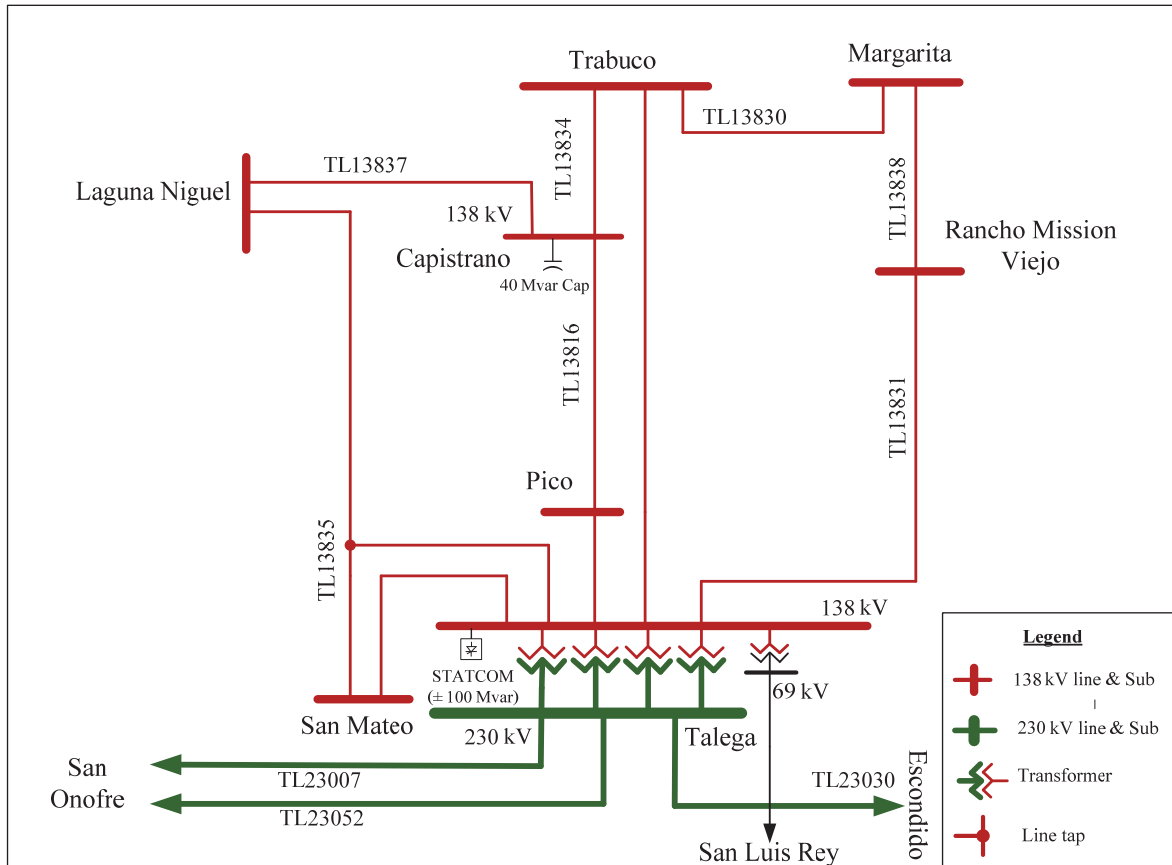 Trabuco
Margarita
TL13830
TL13834
TL13837
Laguna Niguel
138 kV
Capistrano
40 Mvar Cap
TL13838
Rancho Mission
Viejo
TL13816
TL13831
Pico
TL13835
138 kV
STATCOM
(± 100 Mvar)
69 kV
San Mateo
230 kV
Talega
San
Onofre
TL23007
TL23052
TL23030
Escondido
San Luis Rey
Legend
138 kV line & Sub
230 kV line & Sub
Transformer
Line tap